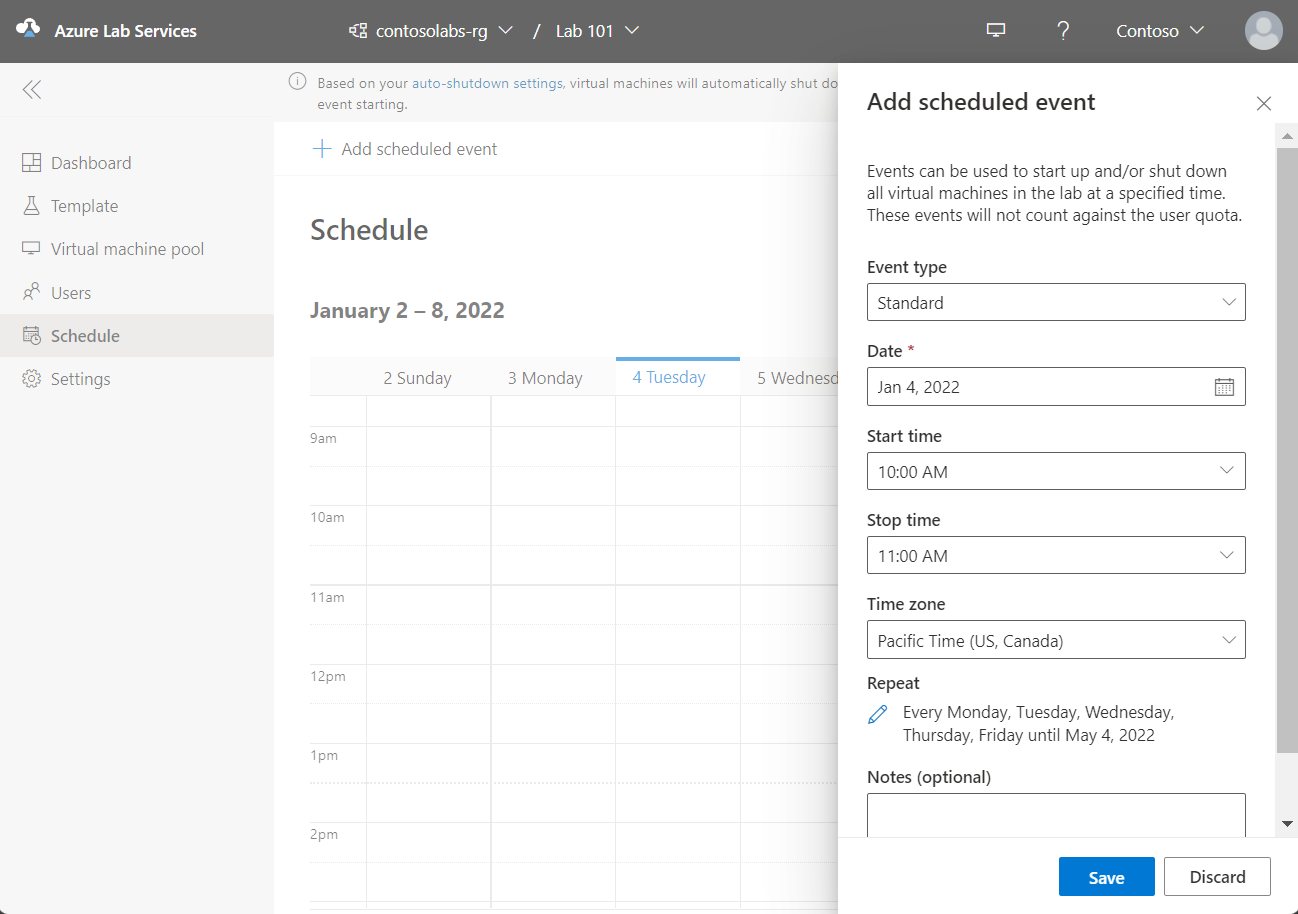 Azure Lab Services
contosolabs-rg / Lab 101
?
Contoso
Dashboard
Template
Virtual machine pool
Users
Schedule
Settings
Based on your auto-shutdown settings, virtual machines will automatically shut do
event starting.
Add scheduled event
Schedule
January 2 – 8, 2022
2 Sunday 3 Monday 4 Tuesday 5 Wednesd
9am
10am
11am
12pm
1pm
2pm
Add scheduled event
Events can be used to start up and/or shut down
all virtual machines in the lab at a specified time.
These events will not count against the user quota.
Event type
Standard
Date *
Jan 4, 2022
Start time
10:00 AM
Stop time
11:00 AM
Time zone
Pacific Time (US, Canada)
Repeat
Every Monday, Tuesday, Wednesday,
Thursday, Friday until May 4, 2022
Notes (optional)
Save
Discard